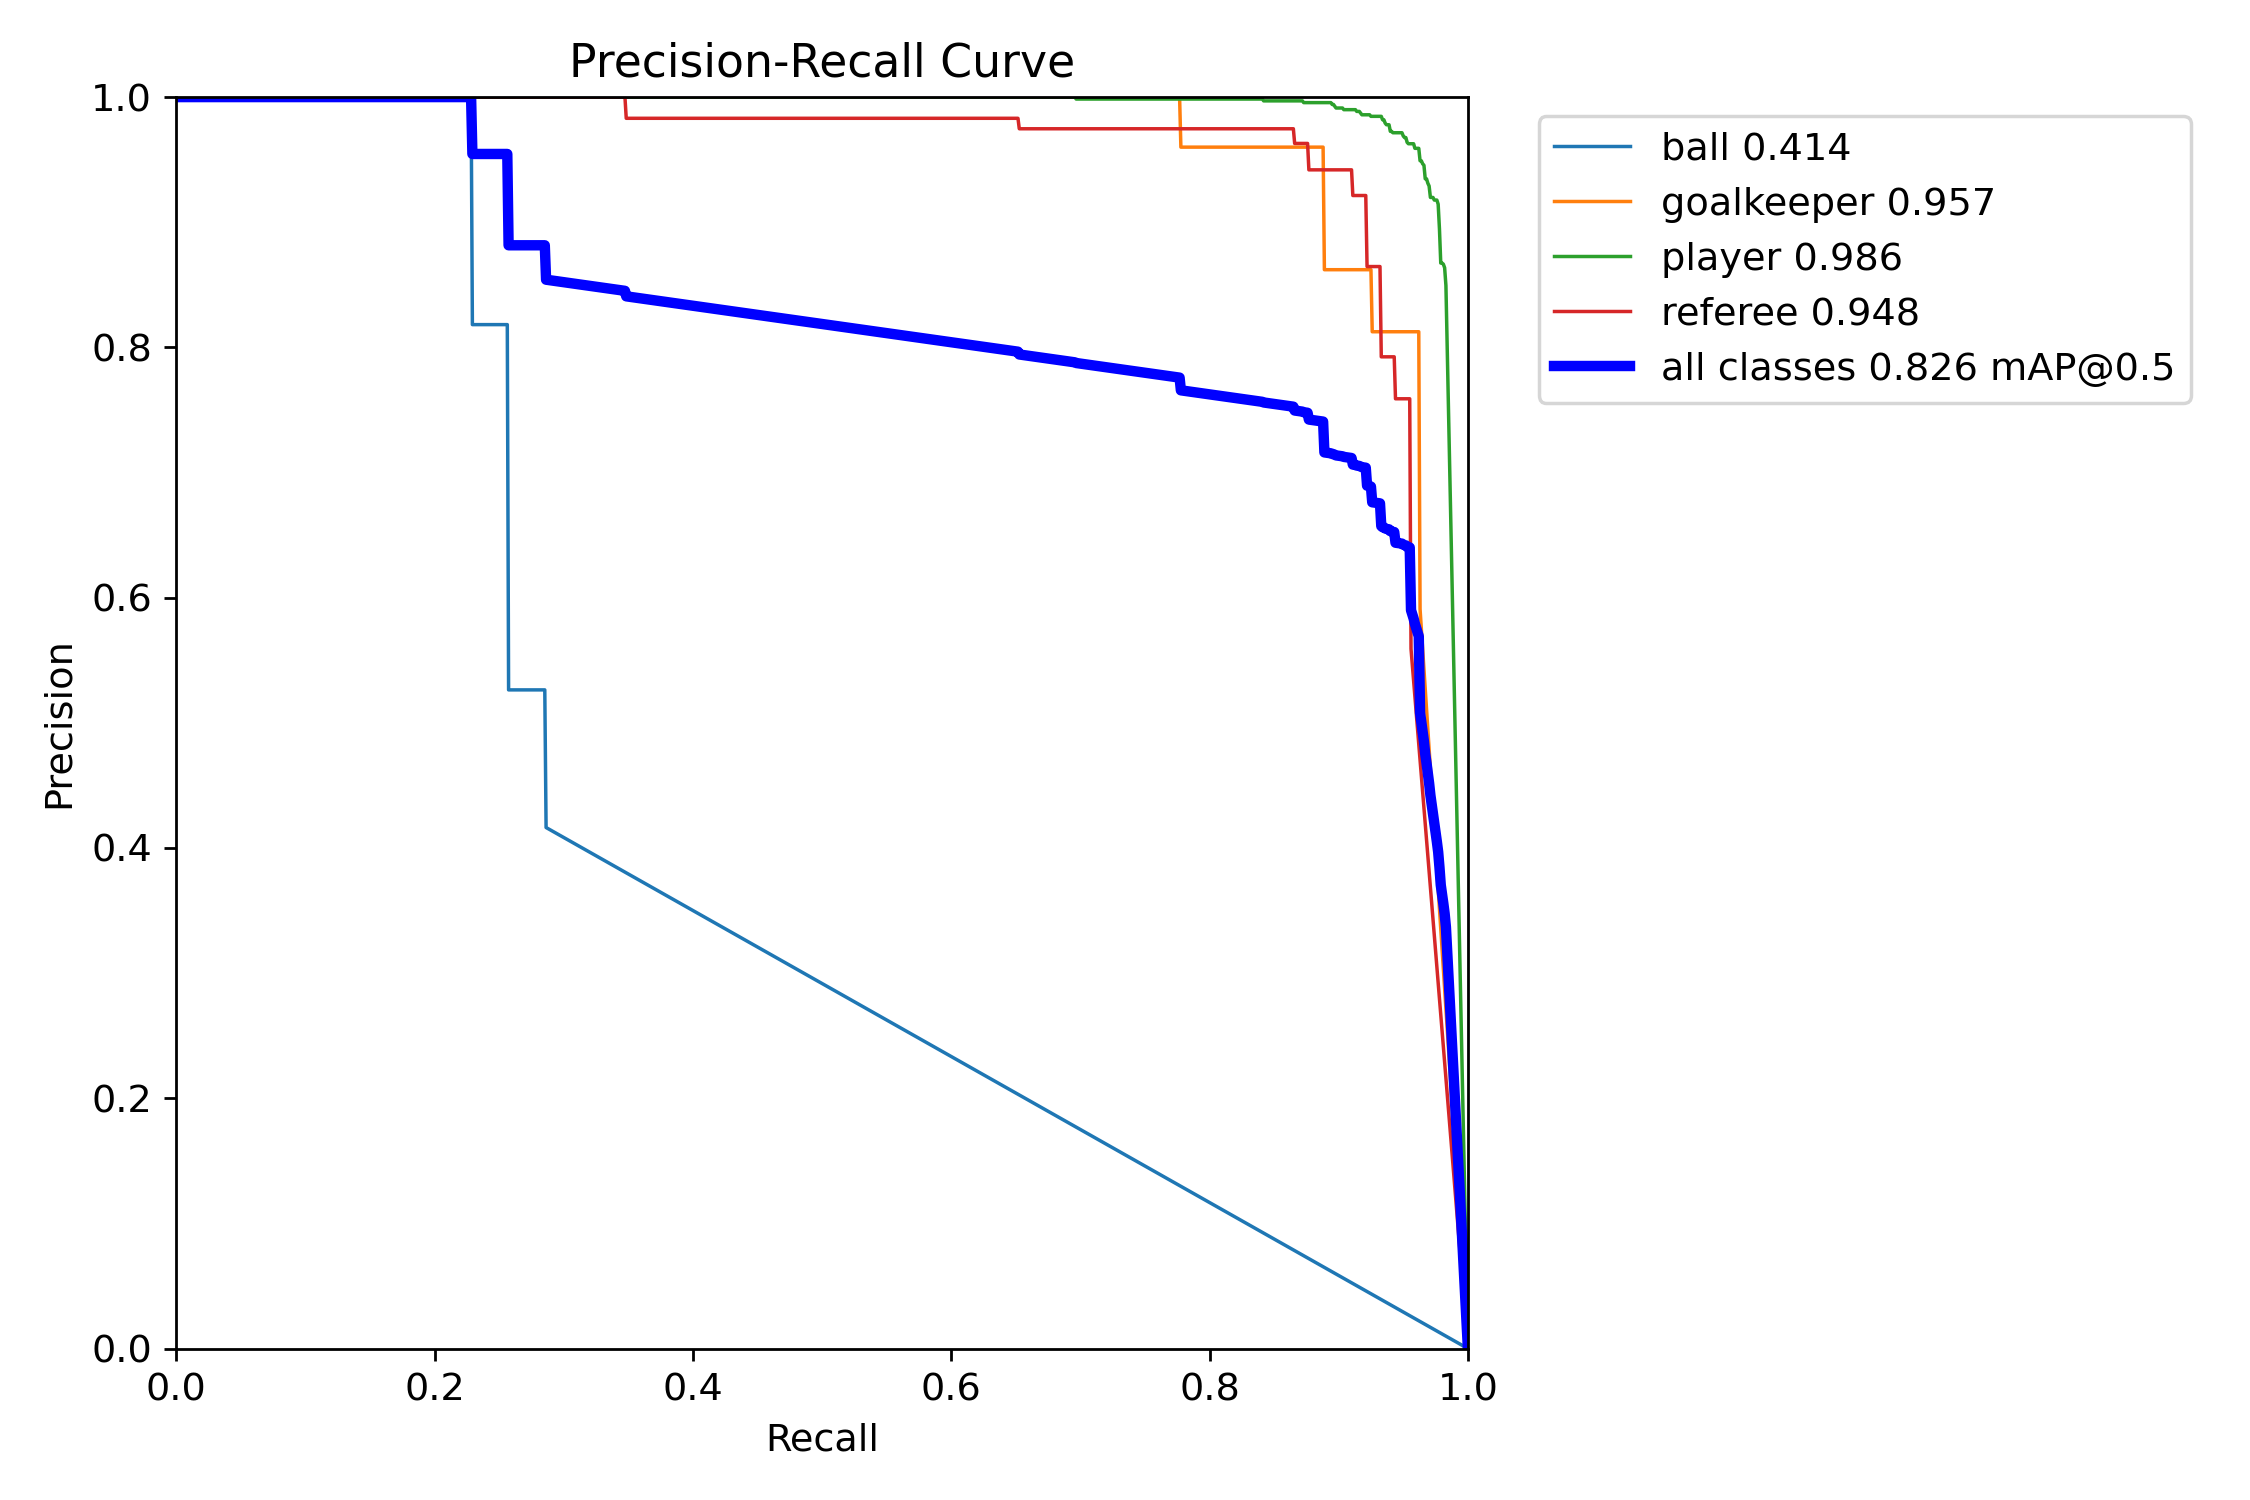 Precision-Recall Curve
1.0
0.8
0.6
0.4
0.2
0.0
Precision
0.0 0.2 0.4 0.6 0.8 1.0
Recall
ball 0.414
goalkeeper 0.957
player 0.986
referee 0.948
all classes 0.826 mAP@0.5